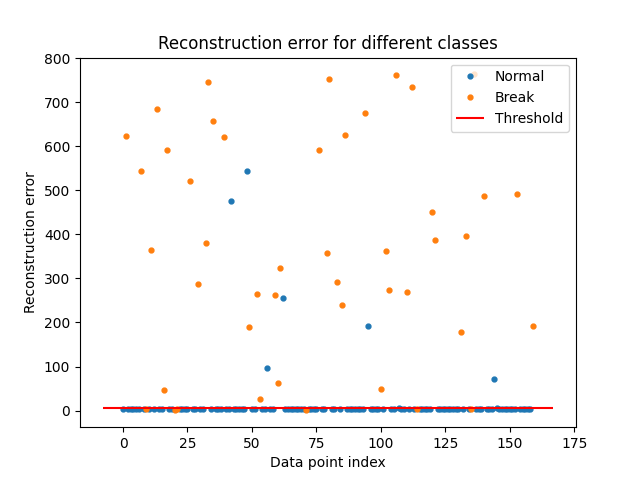 Reconstruction error for different classes
Normal
Break
Threshold
800
700
600
500
400
300
200
100
0
Reconstruction error
0
25
50
75
100
125
150
175
Data point index